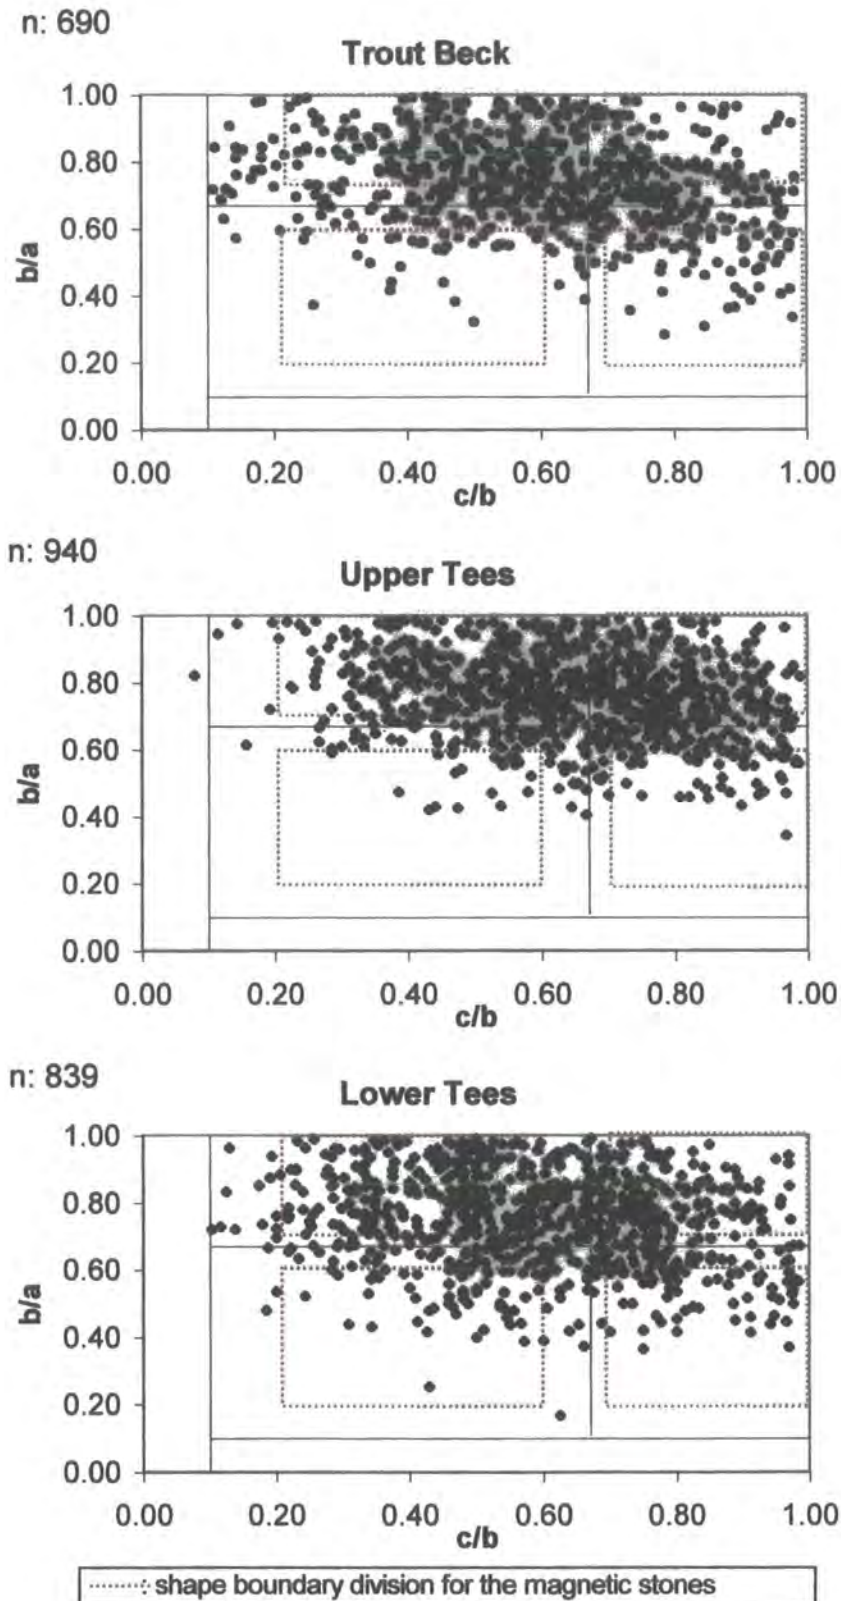 n: 690
Trout Beck
b/a
1.00
0.80
0.60
0.40
0.20
0.00
0.00 0.20 0.40 0.60 0.80 1.00
c/b
n: 940
Upper Tees
b/a
1.00
0.80
0.60
0.40
0.20
0.00
0.00 0.20 0.40 0.60 0.80 1.00
c/b
n: 839
Lower Tees
b/a
1.00
0.80
0.60
0.40
0.20
0.00
0.00 0.20 0.40 0.60 0.80 1.00
c/b
shape boundary division for the magnetic stones